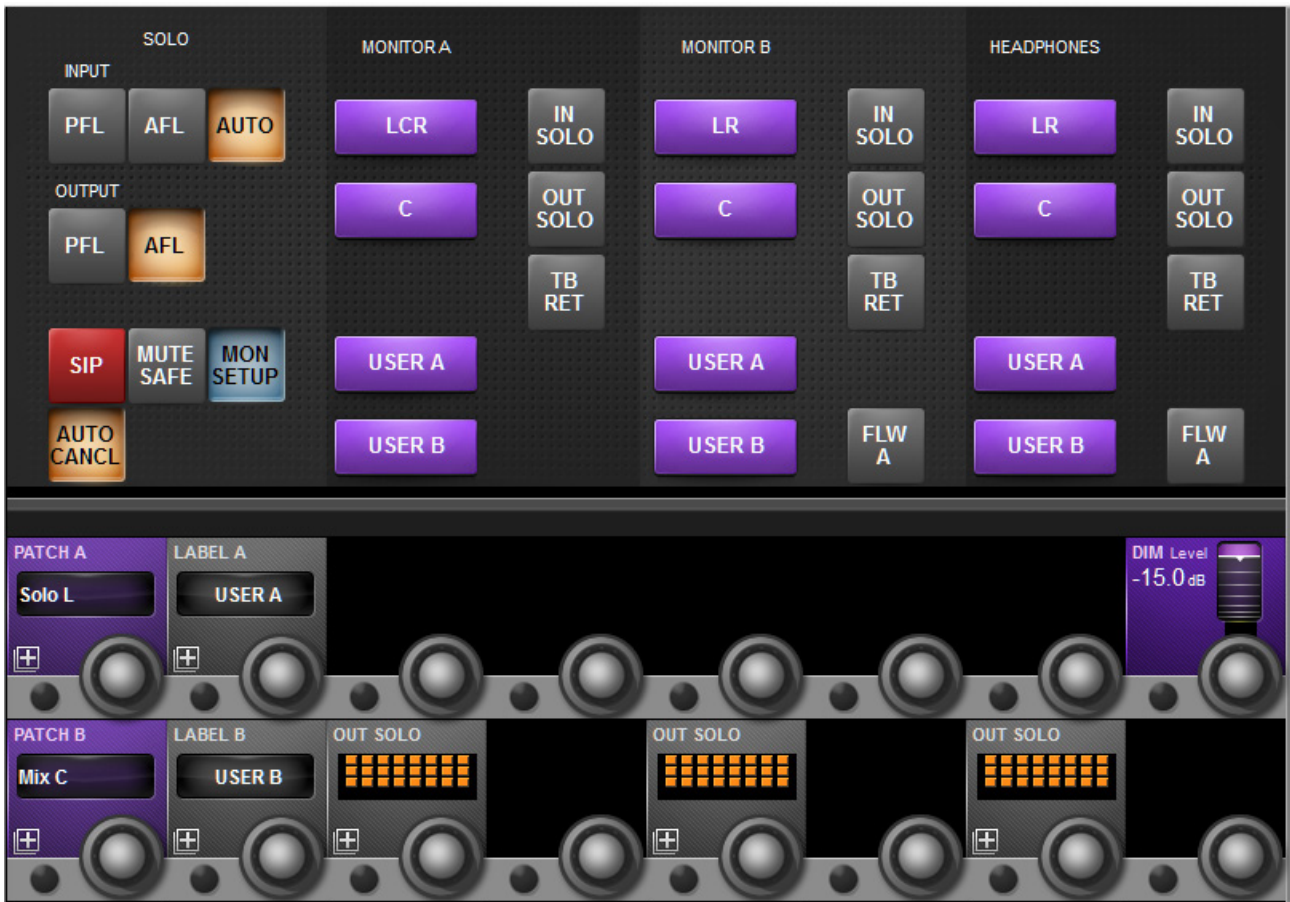 SOLO
MONITOR A
MONITOR B
HEADPHONES
INPUT
PFL
AFL
AUTO
LCR
IN
SOLO
LR
IN
SOLO
LR
IN
SOLO
OUTPUT
PFL
AFL
C
OUT
SOLO
C
OUT
SOLO
C
OUT
SOLO
TB
RET
TB
RET
TB
RET
SIP
MUTE
SAFE
MON
SETUP
USER A
USER A
USER A
AUTO
CANCL
USER B
USER B
FLW
A
USER B
FLW
A
PATCH A
Solo L
LABEL A
USER A
DIM Level
-15.0 dB
PATCH B
Mix C
LABEL B
USER B
OUT SOLO
OUT SOLO
OUT SOLO